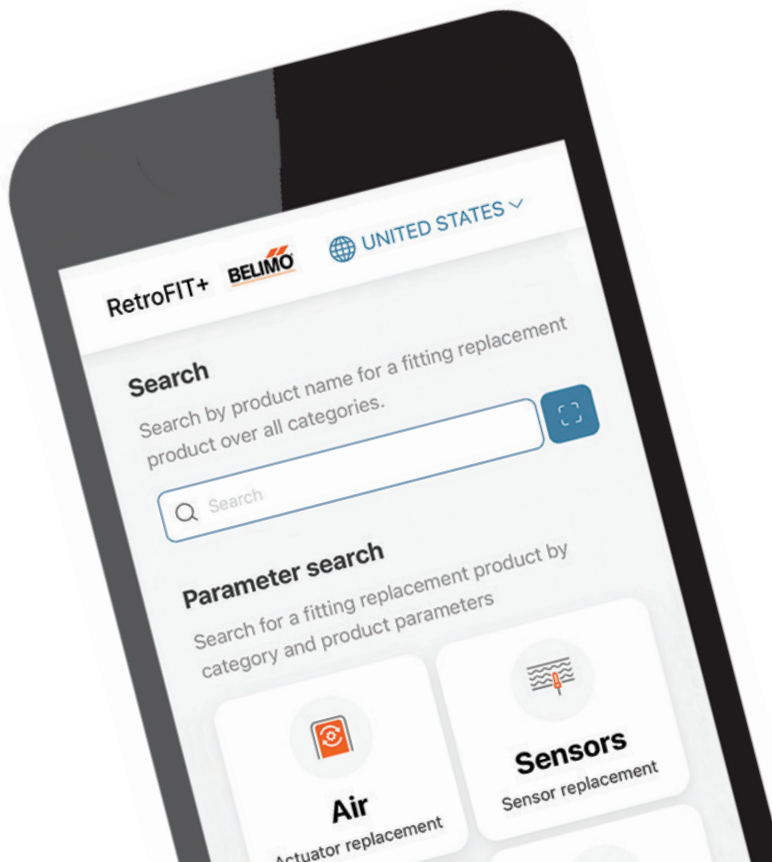 RetroFIT+ BELIMO UNITED STATES
Search
Search by product name for a fitting replacement
product over all categories.
Search
Parameter search
Search for a fitting replacement product by
category and product parameters
Air
Actuator replacement
Sensors
Sensor replacement